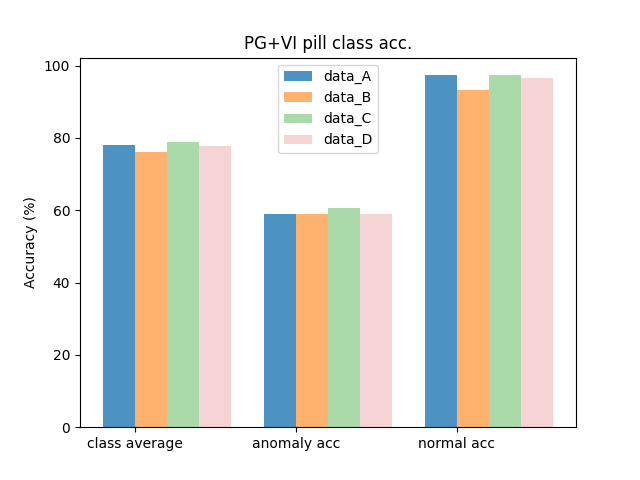 PG+VI pill class acc.
data_A
data_B
data_C
data_D
Accuracy (%)
100
80
60
40
20
0
class average
anomaly acc
normal acc